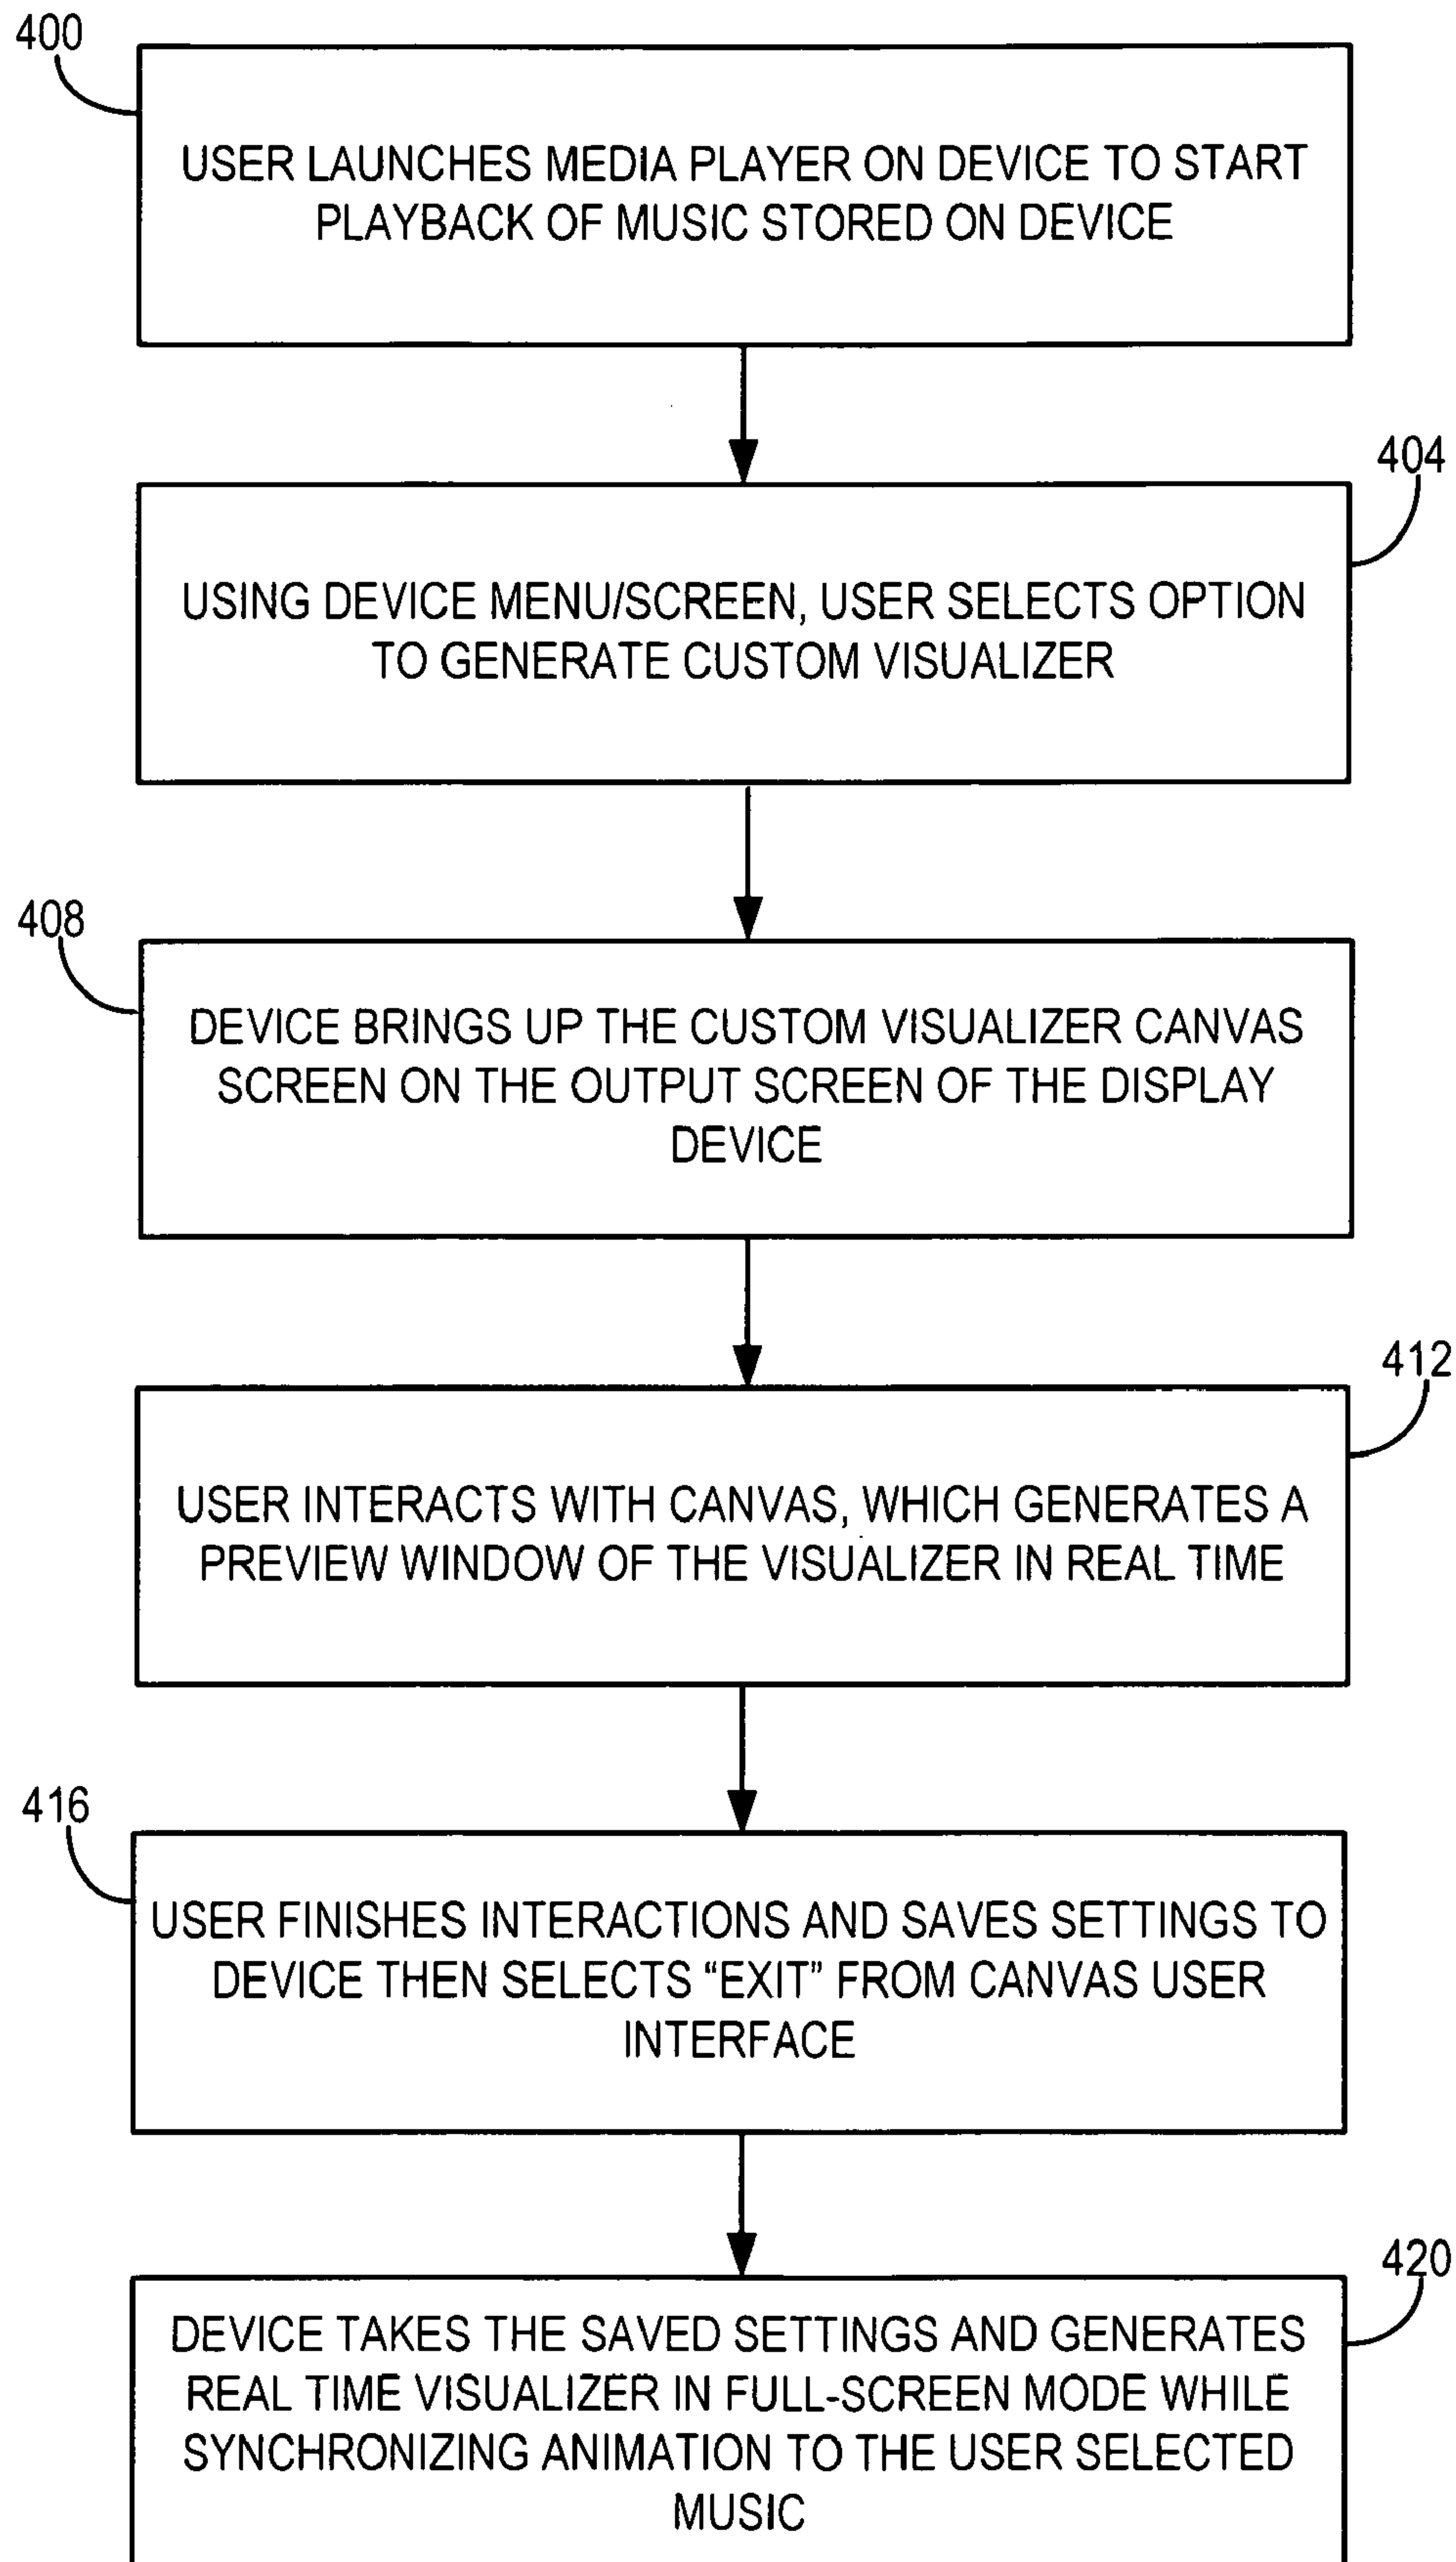 400
USER LAUNCHES MEDIA PLAYER ON DEVICE TO START
PLAYBACK OF MUSIC STORED ON DEVICE
404
USING DEVICE MENU/SCREEN, USER SELECTS OPTION
TO GENERATE CUSTOM VISUALIZER
408
DEVICE BRINGS UP THE CUSTOM VISUALIZER CANVAS
SCREEN ON THE OUTPUT SCREEN OF THE DISPLAY
DEVICE
412
USER INTERACTS WITH CANVAS, WHICH GENERATES A
PREVIEW WINDOW OF THE VISUALIZER IN REAL TIME
416
USER FINISHES INTERACTIONS AND SAVES SETTINGS TO
DEVICE THEN SELECTS “EXIT” FROM CANVAS USER
INTERFACE
420
DEVICE TAKES THE SAVED SETTINGS AND GENERATES
REAL TIME VISUALIZER IN FULL-SCREEN MODE WHILE
SYNCHRONIZING ANIMATION TO THE USER SELECTED
MUSIC